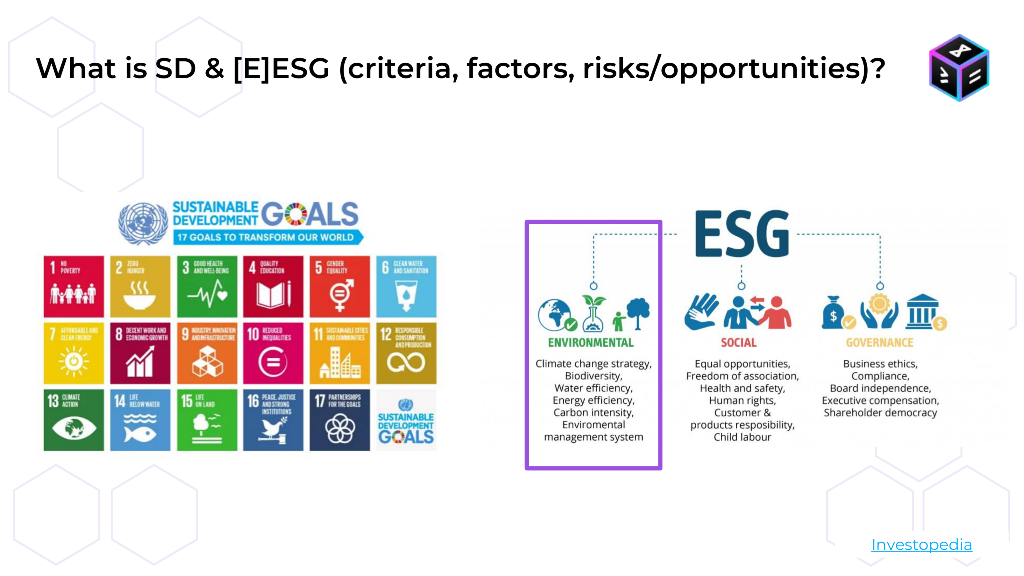 What is SD & [E]ESG (criteria, factors, risks/opportunities)?
SUSTAINABLE
DEVELOPMENT GOALS
17 GOALS TO TRANSFORM OUR WORLD
1 NO
POVERTY
2 ZERO
HUNGER
3 GOOD HEALTH
AND WELL-BEING
4 QUALITY
EDUCATION
5 GENDER
EQUALITY
6 CLEAN WATER
AND SANITATION
7 AFFORDABLE AND
CLEAN ENERGY
8 DECENT WORK AND
ECONOMIC GROWTH
9 INDUSTRY, INNOVATION
AND INFRASTRUCTURE
10 REDUCED
INEQUALITIES
11 SUSTAINABLE CITIES
AND COMMUNITIES
12 RESPONSIBLE
CONSUMPTION
AND PRODUCTION
13 CLIMATE
ACTION
14 LIFE
BELOW WATER
15 LIFE
ON LAND
16 PEACE, JUSTICE
AND STRONG
INSTITUTIONS
17 PARTNERSHIPS
FOR THE GOALS
SUSTAINABLE
DEVELOPMENT
GOALS
ESG
ENVIRONMENTAL
Climate change strategy,
Biodiversity,
Water efficiency,
Energy efficiency,
Carbon intensity,
Enviromental
management system
SOCIAL
Equal opportunities,
Freedom of association,
Health and safety,
Human rights,
Customer &
products resposibility,
Child labour
GOVERNANCE
Business ethics,
Compliance,
Board independence,
Executive compensation,
Shareholder democracy
Investopedia